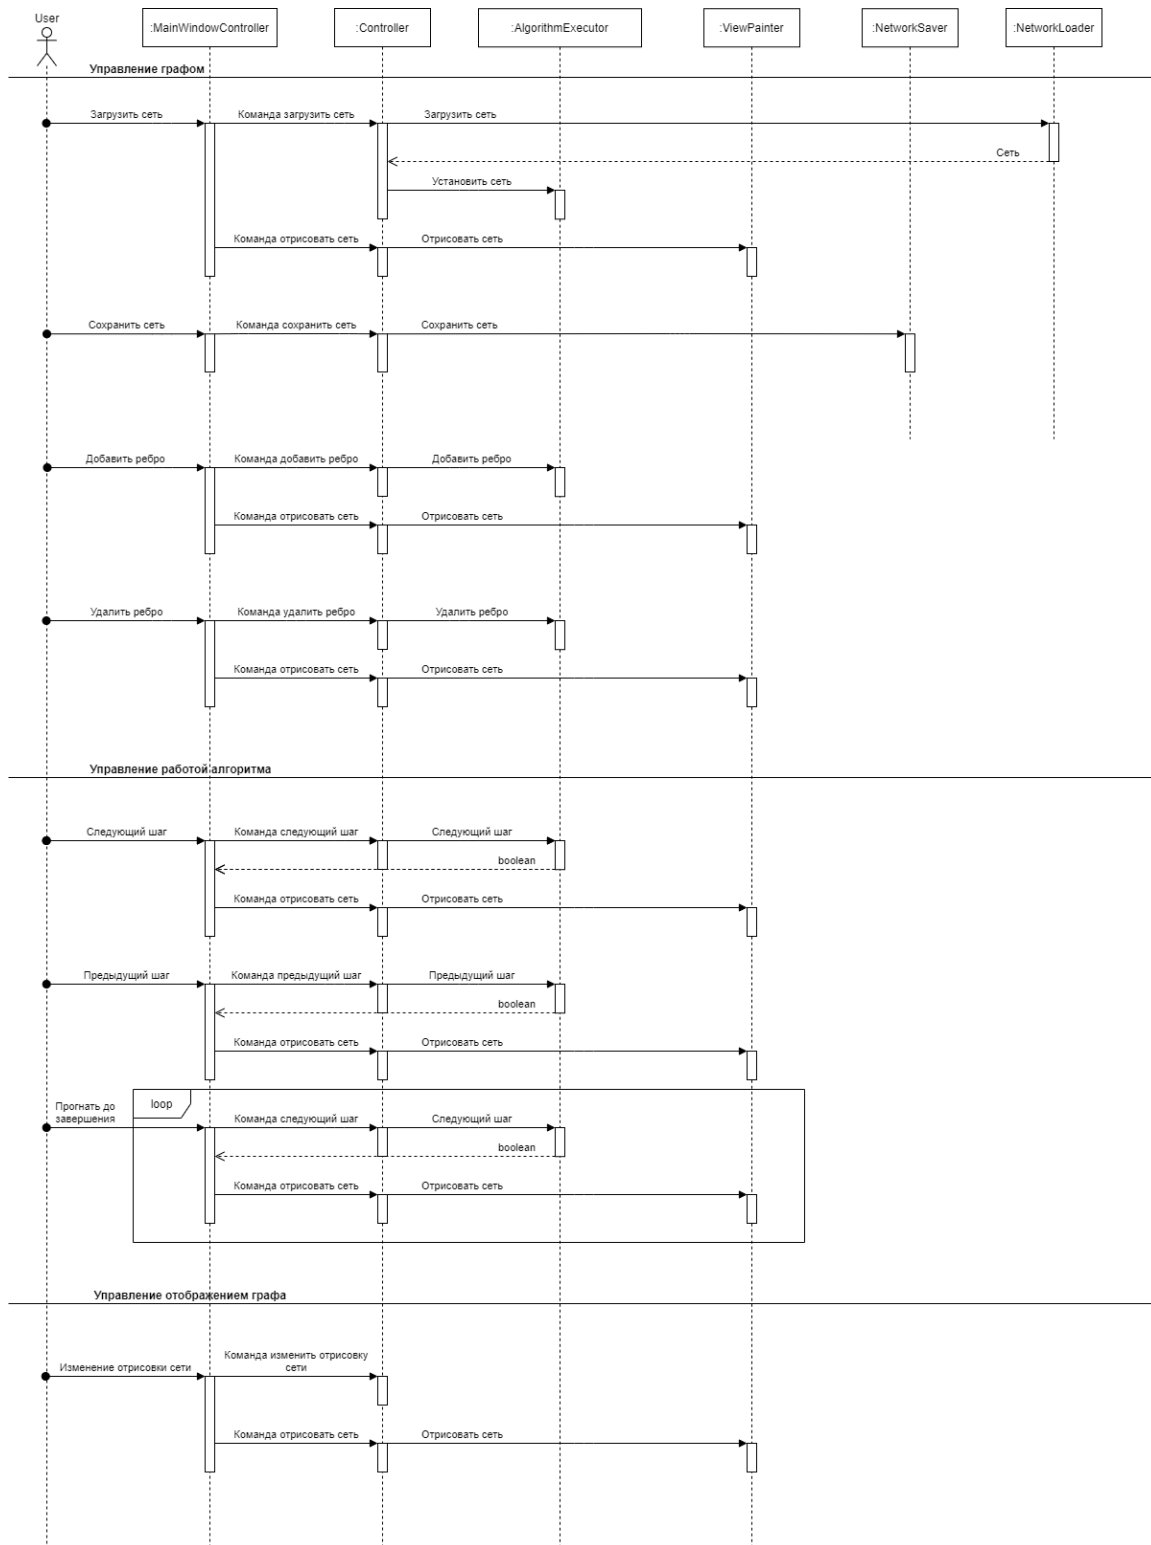 User
:MainWindowController
:Controller
:AlgorithmExecutor
:ViewPainter
:NetworkSaver
:NetworkLoader
Управление графом
Загрузить сеть
Команда загрузить сеть
Загрузить сеть
Сеть
Установить сеть
Команда отрисовать сеть
Отрисовать сеть
Сохранить сеть
Команда сохранить сеть
Сохранить сеть
Добавить ребро
Команда добавить ребро
Добавить ребро
Команда отрисовать сеть
Отрисовать сеть
Удалить ребро
Команда удалить ребро
Удалить ребро
Команда отрисовать сеть
Отрисовать сеть
Управление работой алгоритма
Следующий шаг
Команда следующий шаг
Следующий шаг
boolean
Команда отрисовать сеть
Отрисовать сеть
Предыдущий шаг
Команда предыдущий шаг
Предыдущий шаг
boolean
Команда отрисовать сеть
Отрисовать сеть
loop
Прогнать до
завершения
Команда следующий шаг
Следующий шаг
boolean
Команда отрисовать сеть
Отрисовать сеть
Управление отображением графа
Изменение отрисовки сети
Команда изменить отрисовку
сети
Команда отрисовать сеть
Отрисовать сеть